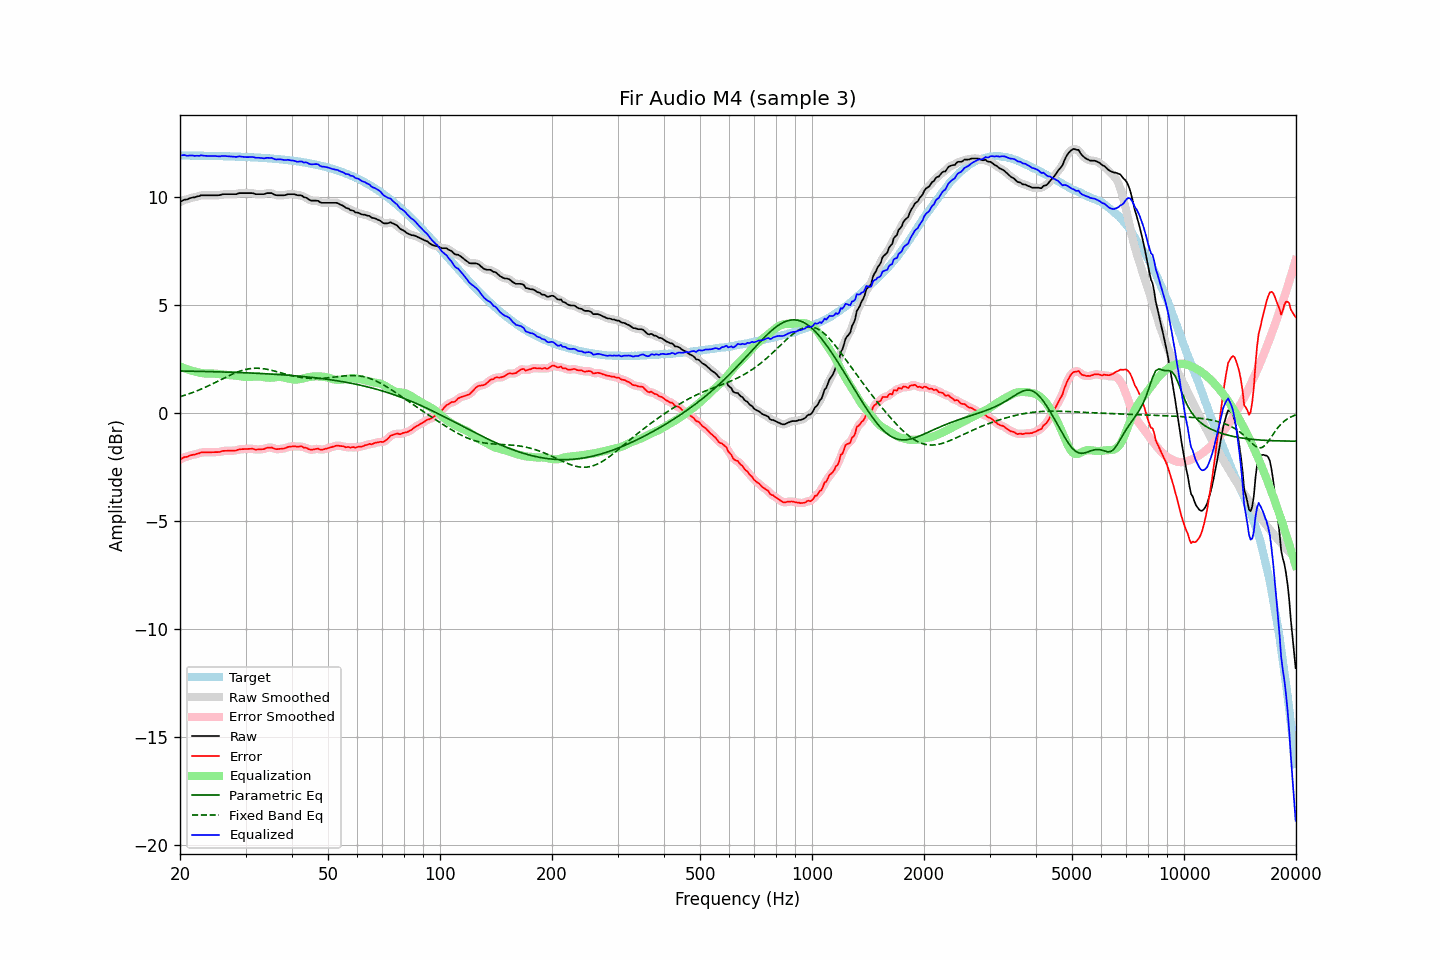 Fir Audio M4 (sample 3)
Amplitude (dBr)
10
5
0
−5
−10
−15
−20
Target
Raw Smoothed
Error Smoothed
Raw
Error
Equalization
Parametric Eq
Fixed Band Eq
Equalized
20 50 100 200 500 1000 2000 5000 10000 20000
Frequency (Hz)